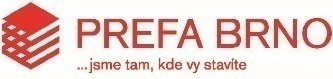 PREFA BRNO
...jsme tam, kde vy stavíte